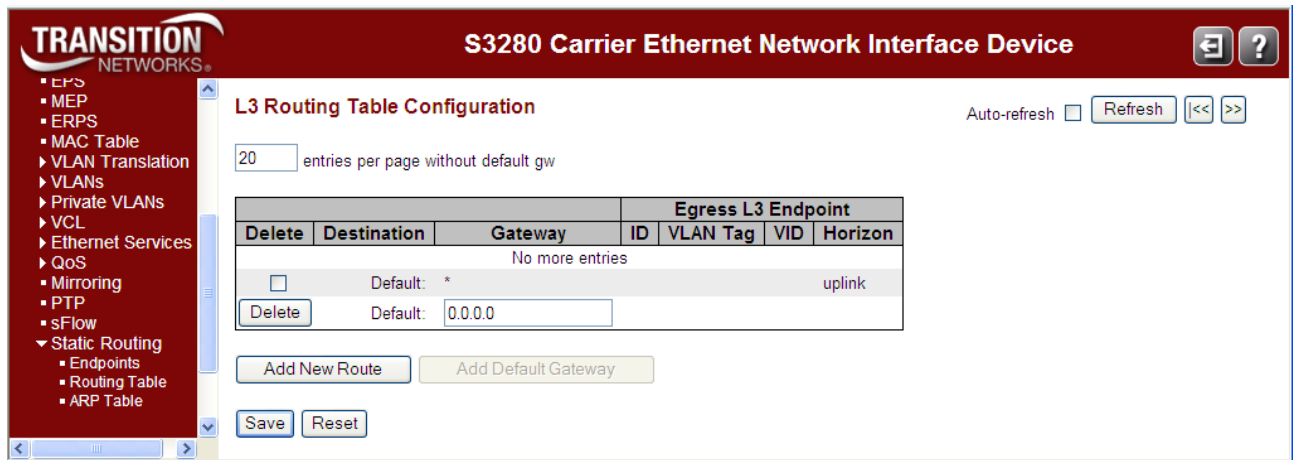 TRANSITION
NETWORKS®
S3280 Carrier Ethernet Network Interface Device
?
EPS
MEP
ERPS
MAC Table
VLAN Translation
VLANs
Private VLANs
VCL
Ethernet Services
QoS
Mirroring
PTP
sFlow
Static Routing
Endpoints
Routing Table
ARP Table
L3 Routing Table Configuration
Auto-refresh Refresh |<< >>
20 entries per page without default gw
Egress L3 Endpoint
Delete Destination Gateway ID VLAN Tag VID Horizon
No more entries
Default: * uplink
Delete Default: 0.0.0.0
Add New Route Add Default Gateway
Save Reset